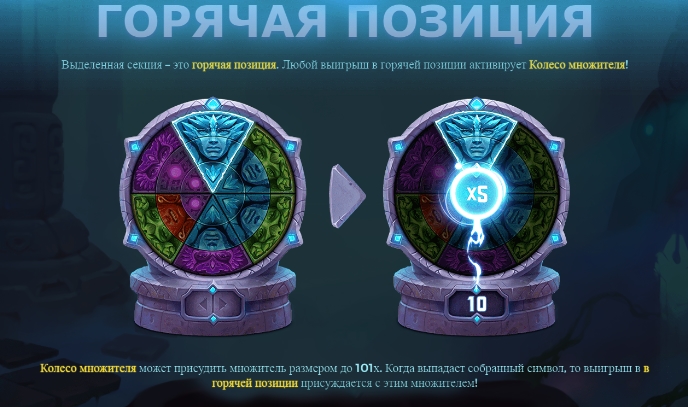 ГОРЯЧАЯ ПОЗИЦИЯ
Выделенная секция – это горячая позиция. Любой выигрыш в горячей позиции активирует Колесо множителя!
x5
10
Колесо множителя может присудить множитель размером до 101x. Когда выпадает собранный символ, то выигрыш в в
горячей позиции присуждается с этим множителем!